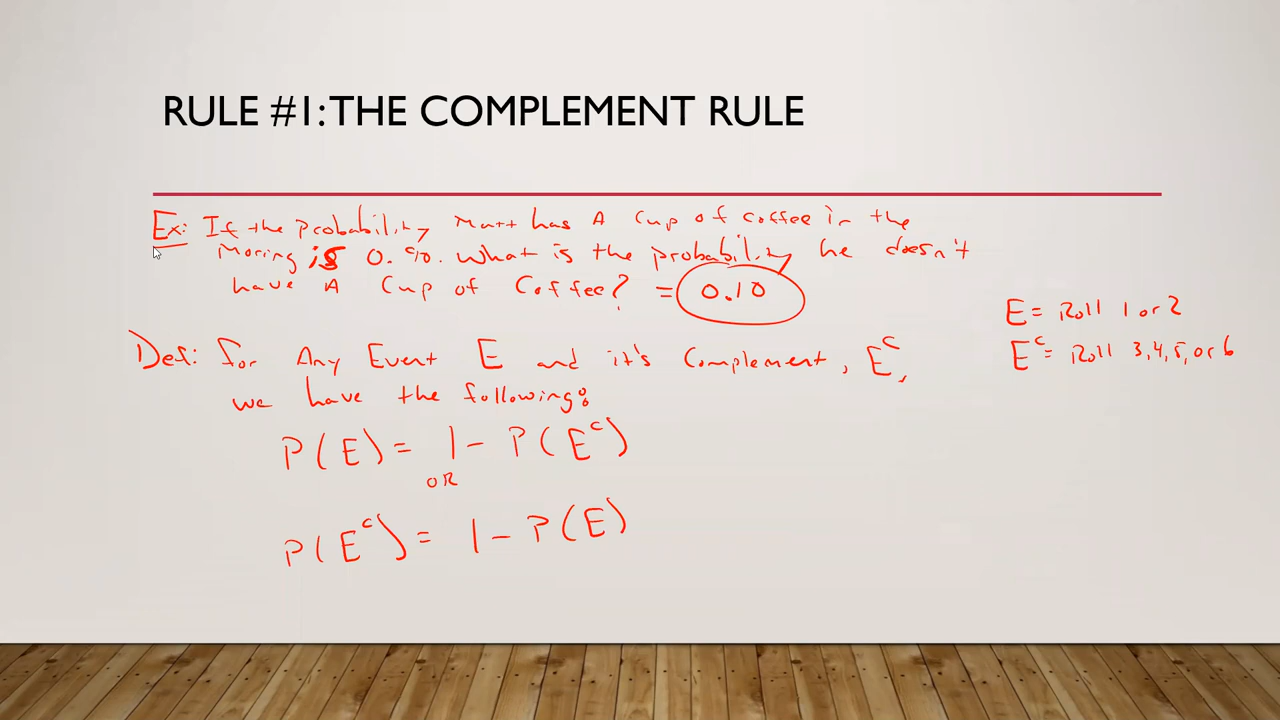 RULE #1: THE COMPLEMENT RULE
Ex: If the probability Matt has A Cup of coffee in the
Moring is 0. What is the probability he doesn't
have A Cup of Coffee? = 0.10
E = Roll 1 or 2
E^c = Roll 3,4,5, or 6
Def: For Any Event E and it's Complement, E^c,
we have the following:
P(E) = 1 - P(E^c)
OR
P(E^c) = 1 - P(E)